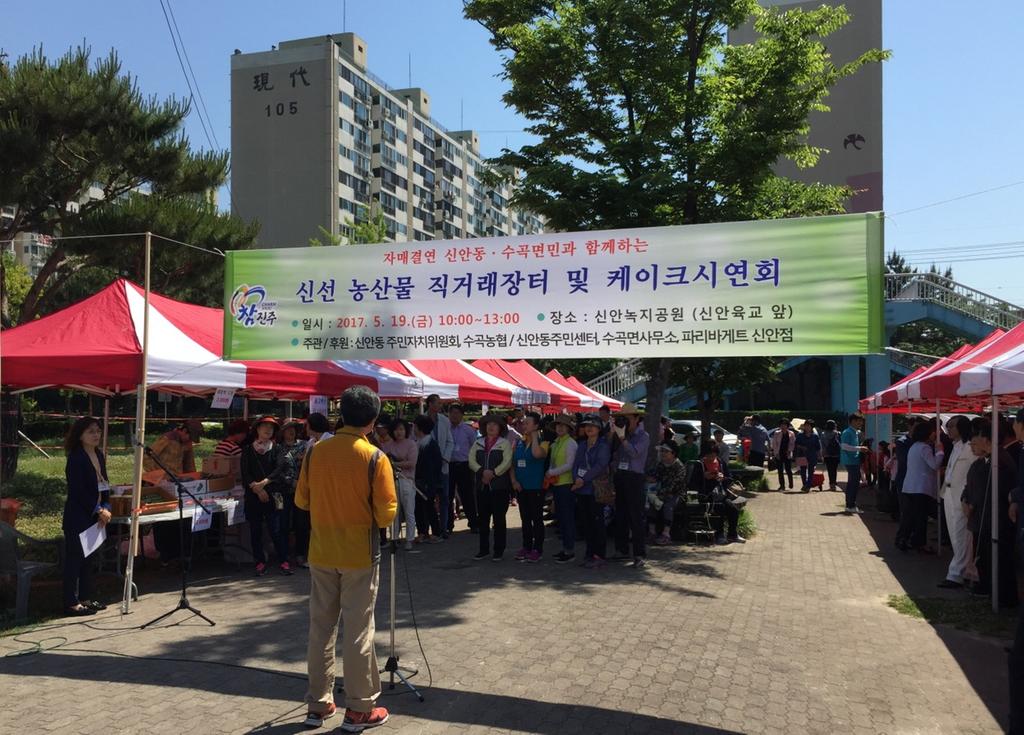 現代
105
자매결연 신안동·수곡면민과 함께하는
신선 농산물 직거래장터 및 케이크시연회
참진주
● 일시 : 2017. 5. 19.(금) 10:00~13:00 ● 장소 : 신안녹지공원 (신안육교 앞)
● 주관/후원 : 신안동 주민자치위원회, 수곡농협 / 신안동주민센터, 수곡면사무소, 파리바게트 신안점